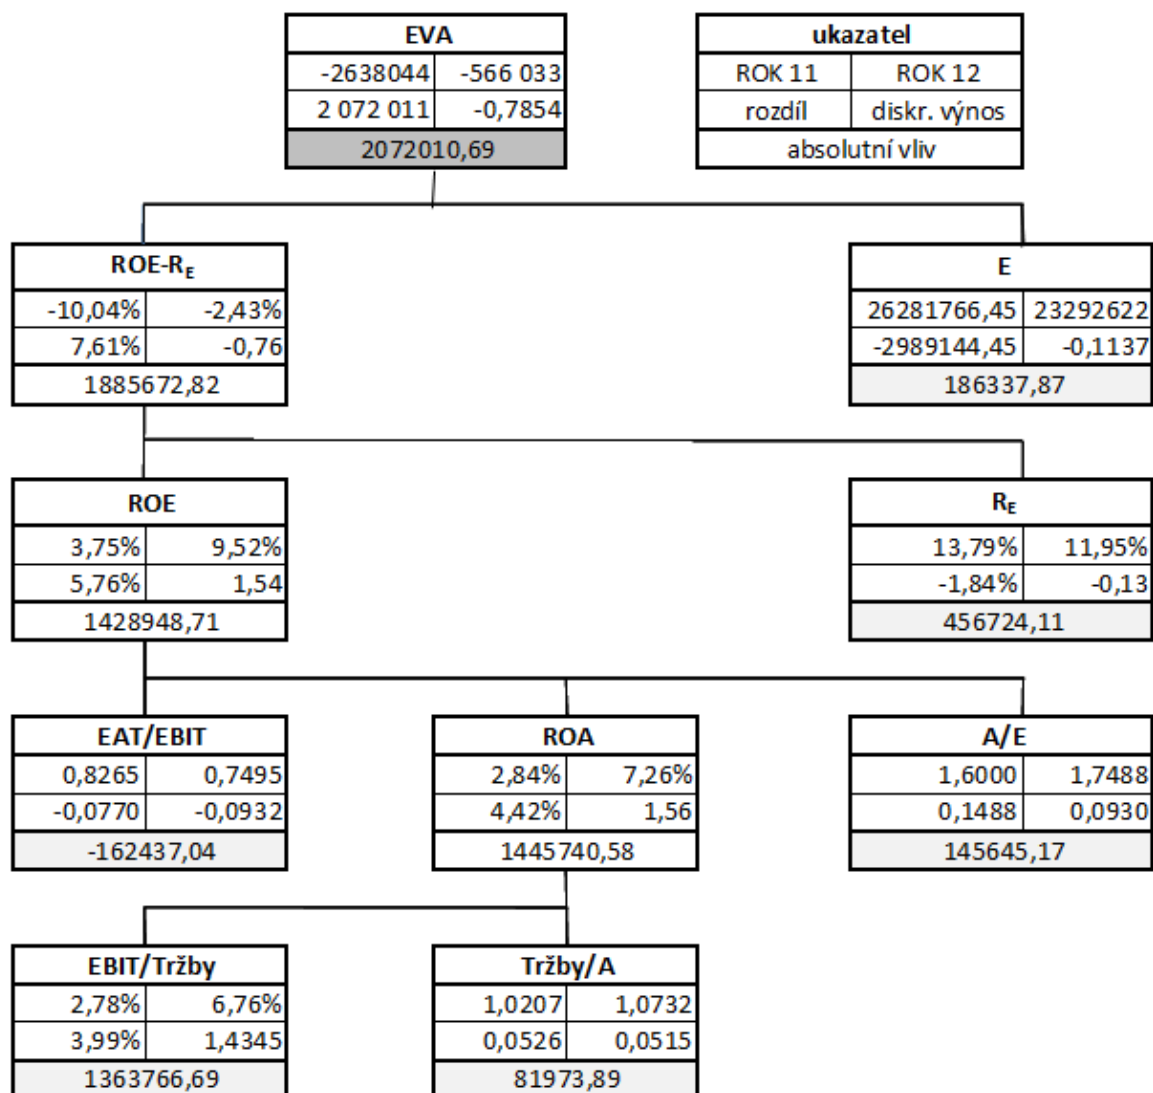 EVA
-2638044 -566 033
2 072 011 -0,7854
2072010,69
ukazatel
ROK 11 ROK 12
rozdíl diskr. výnos
absolutní vliv
ROE-RE
-10,04% -2,43%
7,61% -0,76
1885672,82
E
26281766,45 23292622
-2989144,45 -0,1137
186337,87
ROE
3,75% 9,52%
5,76% 1,54
1428948,71
RE
13,79% 11,95%
-1,84% -0,13
456724,11
EAT/EBIT
0,8265 0,7495
-0,0770 -0,0932
-162437,04
ROA
2,84% 7,26%
4,42% 1,56
1445740,58
A/E
1,6000 1,7488
0,1488 0,0930
145645,17
EBIT/Tržby
2,78% 6,76%
3,99% 1,4345
1363766,69
Tržby/A
1,0207 1,0732
0,0526 0,0515
81973,89